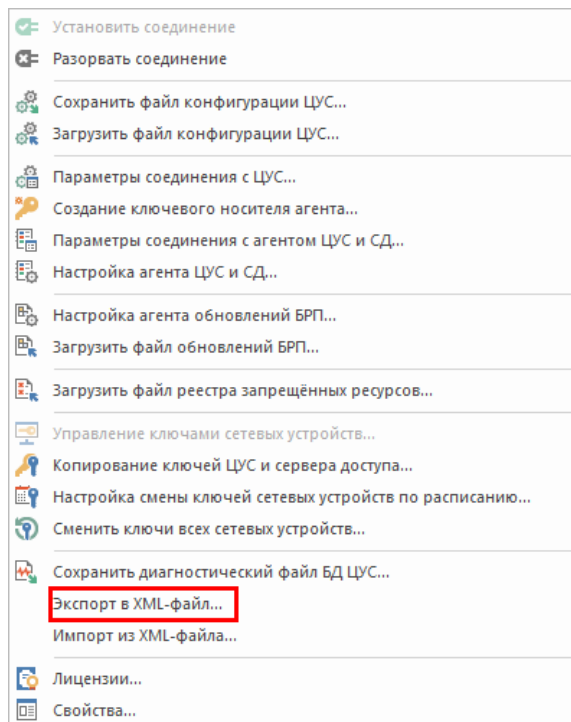 Установить соединение
Разорвать соединение
Сохранить файл конфигурации ЦУС...
Загрузить файл конфигурации ЦУС...
Параметры соединения с ЦУС...
Создание ключевого носителя агента...
Параметры соединения с агентом ЦУС и СД...
Настройка агента ЦУС и СД...
Настройка агента обновлений БРП...
Загрузить файл обновлений БРП...
Загрузить файл реестра запрещённых ресурсов...
Управление ключами сетевых устройств...
Копирование ключей ЦУС и сервера доступа...
Настройка смены ключей сетевых устройств по расписанию...
Сменить ключи всех сетевых устройств...
Сохранить диагностический файл БД ЦУС...
Экспорт в XML-файл...
Импорт из XML-файла...
Лицензии...
Свойства...